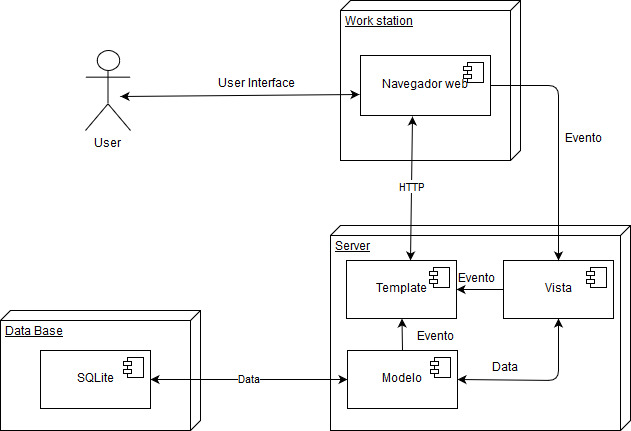 Work station
Navegador web
User Interface
User
Evento
HTTP
Server
Template
Evento
Vista
Evento
Data Base
SQLite
Data
Modelo
Data